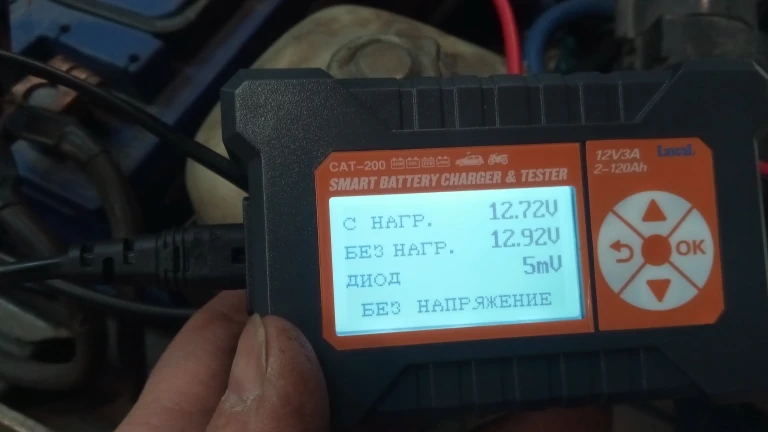 CAT-200
SMART BATTERY CHARGER & TESTER
12V3A
2-120Ah
С НАГР. 12.72V
БЕЗ НАГР. 12.92V
ДИОД 5mV
БЕЗ НАПРЯЖЕНИЕ
OK